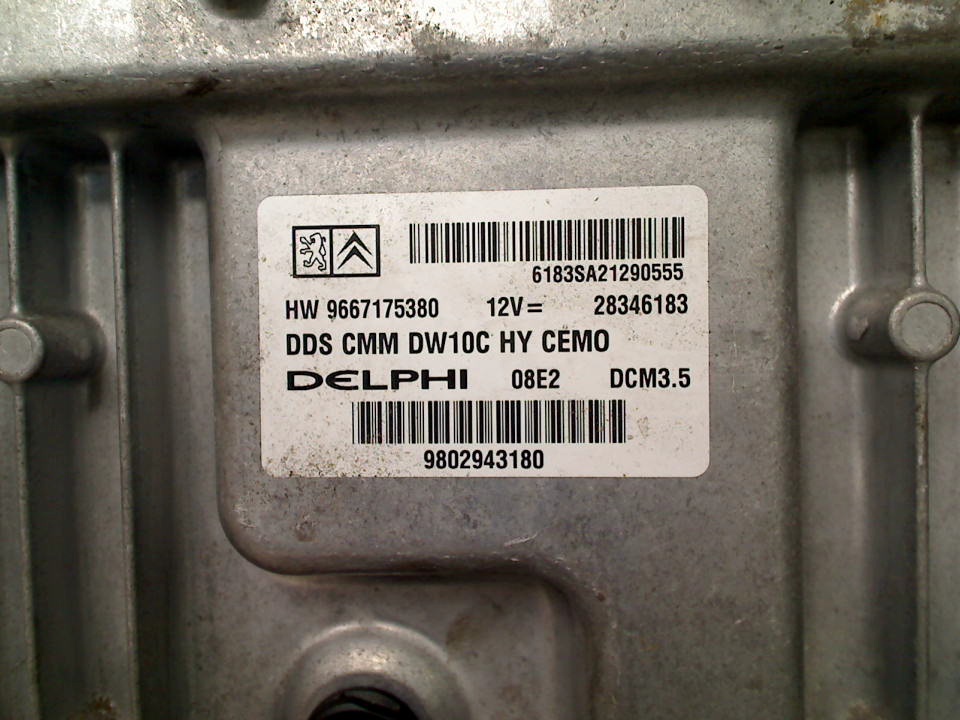 6183SA21290555
HW 9667175380 12V= 28346183
DDS CMM DW10C HY CEMO
DELPHI 08E2 DCM3.5
9802943180